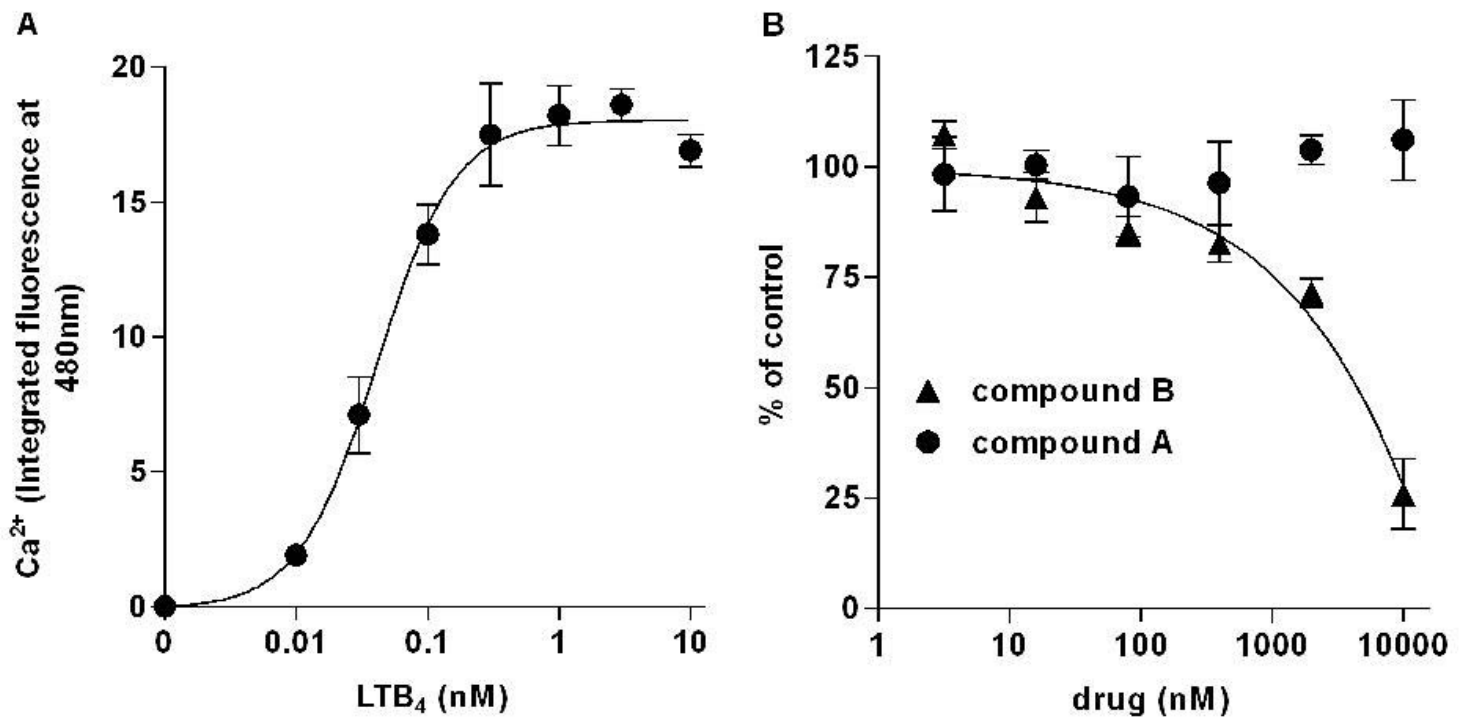 A
Ca²⁺ (Integrated fluorescence at
480nm)
20
15
10
5
0
0 0.01 0.1 1 10
LTB₄ (nM)
B
% of control
125
100
75
50
25
0
compound B
compound A
1 10 100 1000 10000
drug (nM)